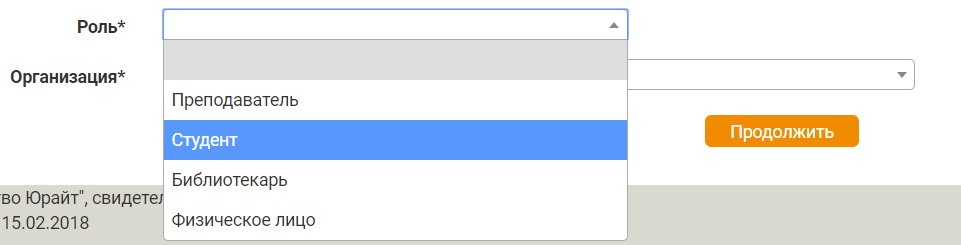 Роль*
Организация*
Преподаватель
Студент
Библиотекарь
Физическое лицо
Продолжить
во Юрайт", свидетел
15.02.2018